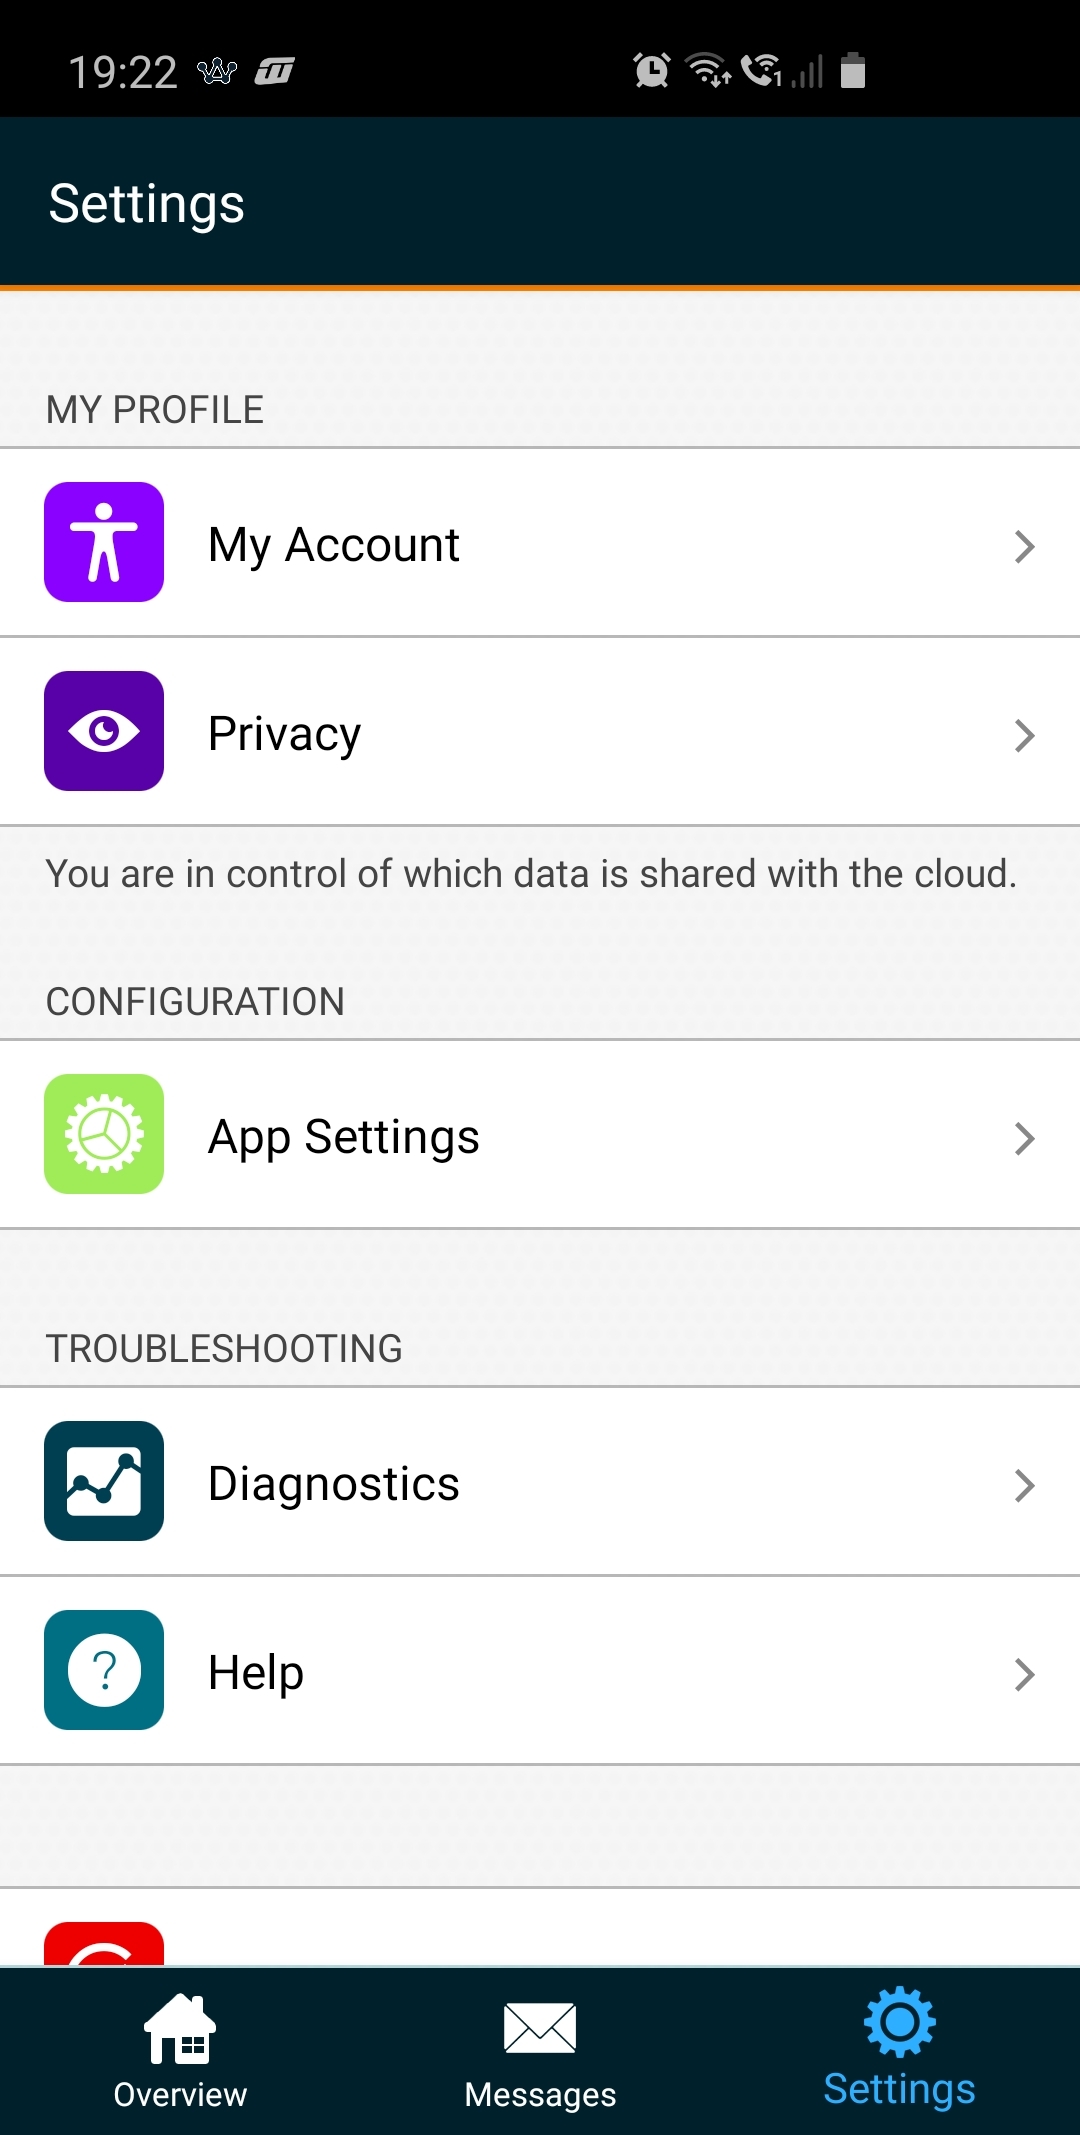 19:22
Settings
MY PROFILE
My Account
Privacy
You are in control of which data is shared with the cloud.
CONFIGURATION
App Settings
TROUBLESHOOTING
Diagnostics
? Help
Overview
Messages
Settings